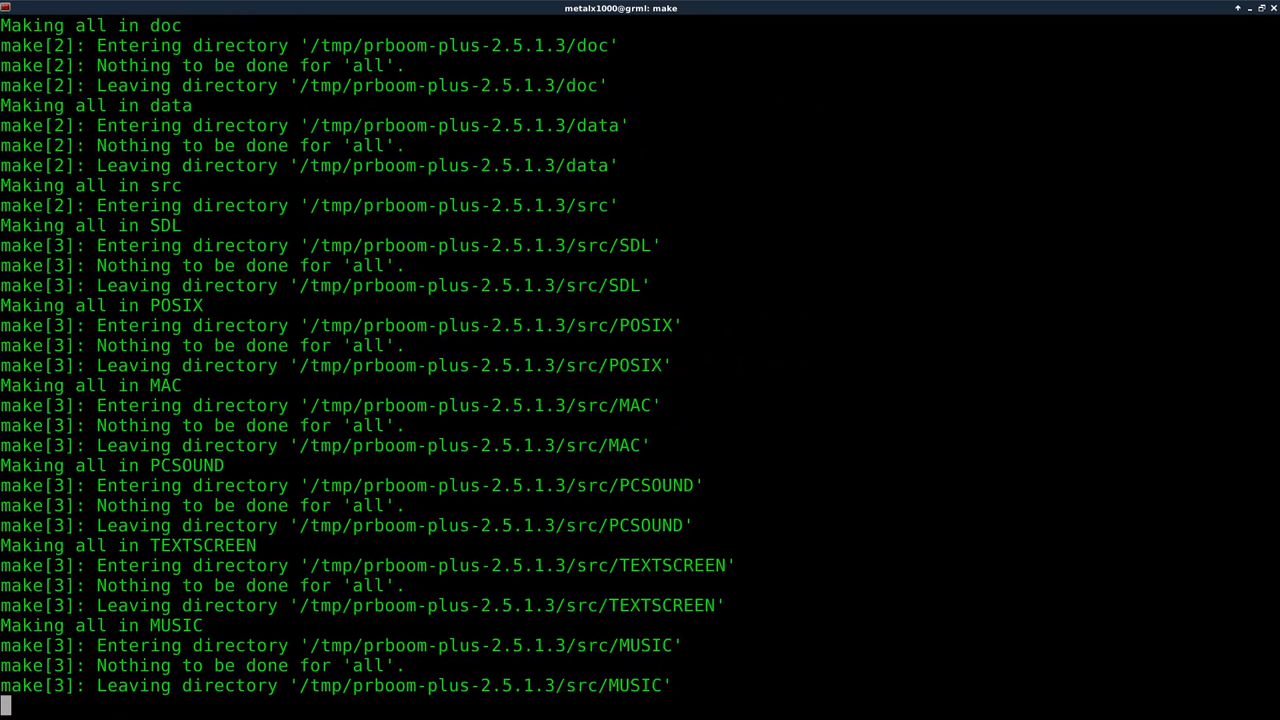 metalx1000@grml: make
Making all in doc
make[2]: Entering directory '/tmp/prboom-plus-2.5.1.3/doc'
make[2]: Nothing to be done for 'all'.
make[2]: Leaving directory '/tmp/prboom-plus-2.5.1.3/doc'
Making all in data
make[2]: Entering directory '/tmp/prboom-plus-2.5.1.3/data'
make[2]: Nothing to be done for 'all'.
make[2]: Leaving directory '/tmp/prboom-plus-2.5.1.3/data'
Making all in src
make[2]: Entering directory '/tmp/prboom-plus-2.5.1.3/src'
Making all in SDL
make[3]: Entering directory '/tmp/prboom-plus-2.5.1.3/src/SDL'
make[3]: Nothing to be done for 'all'.
make[3]: Leaving directory '/tmp/prboom-plus-2.5.1.3/src/SDL'
Making all in POSIX
make[3]: Entering directory '/tmp/prboom-plus-2.5.1.3/src/POSIX'
make[3]: Nothing to be done for 'all'.
make[3]: Leaving directory '/tmp/prboom-plus-2.5.1.3/src/POSIX'
Making all in MAC
make[3]: Entering directory '/tmp/prboom-plus-2.5.1.3/src/MAC'
make[3]: Nothing to be done for 'all'.
make[3]: Leaving directory '/tmp/prboom-plus-2.5.1.3/src/MAC'
Making all in PCSOUND
make[3]: Entering directory '/tmp/prboom-plus-2.5.1.3/src/PCSOUND'
make[3]: Nothing to be done for 'all'.
make[3]: Leaving directory '/tmp/prboom-plus-2.5.1.3/src/PCSOUND'
Making all in TEXTSCREEN
make[3]: Entering directory '/tmp/prboom-plus-2.5.1.3/src/TEXTSCREEN'
make[3]: Nothing to be done for 'all'.
make[3]: Leaving directory '/tmp/prboom-plus-2.5.1.3/src/TEXTSCREEN'
Making all in MUSIC
make[3]: Entering directory '/tmp/prboom-plus-2.5.1.3/src/MUSIC'
make[3]: Nothing to be done for 'all'.
make[3]: Leaving directory '/tmp/prboom-plus-2.5.1.3/src/MUSIC'